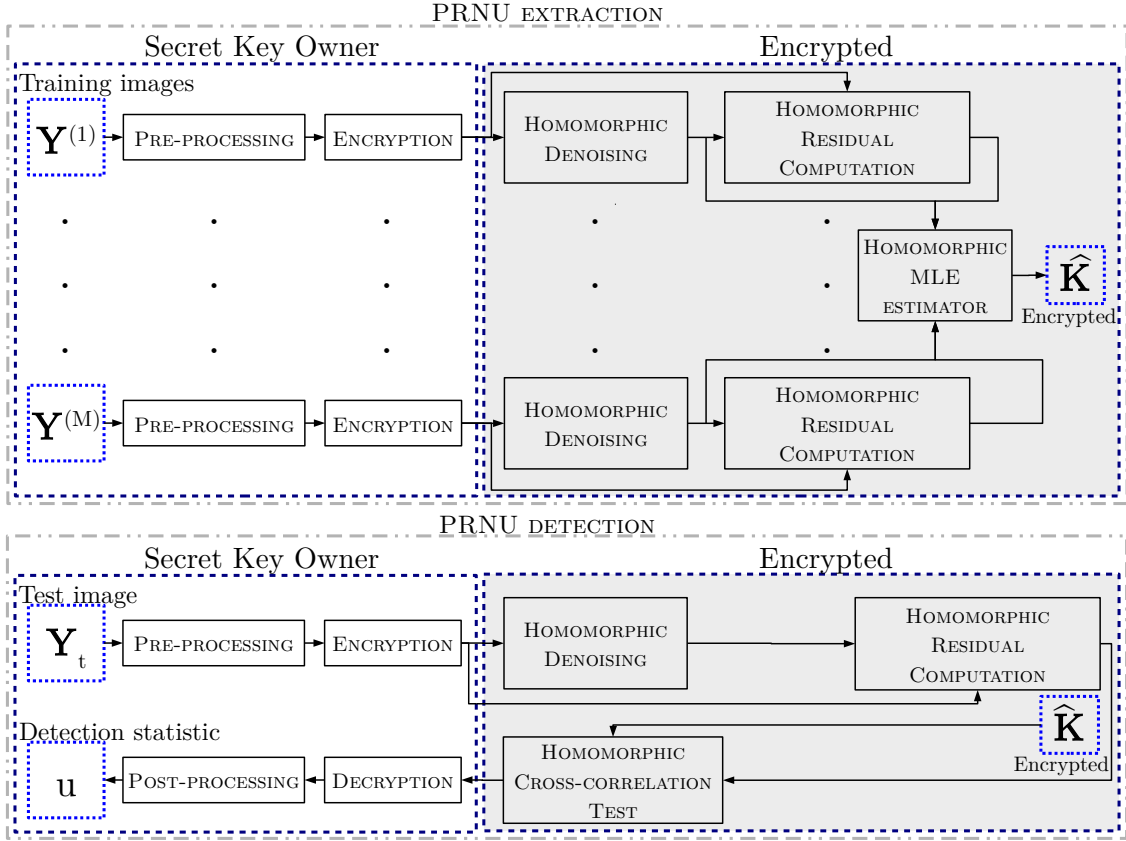 PRNU EXTRACTION
Secret Key Owner
Encrypted
Training images
Y(1)
PRE-PROCESSING
ENCRYPTION
HOMOMORPHIC
DENOISING
HOMOMORPHIC
RESIDUAL
COMPUTATION
HOMOMORPHIC
MLE
ESTIMATOR
K̂
Encrypted
Y(M)
PRE-PROCESSING
ENCRYPTION
HOMOMORPHIC
DENOISING
HOMOMORPHIC
RESIDUAL
COMPUTATION
PRNU DETECTION
Secret Key Owner
Encrypted
Test image
Yt
PRE-PROCESSING
ENCRYPTION
HOMOMORPHIC
DENOISING
HOMOMORPHIC
RESIDUAL
COMPUTATION
K̂
Encrypted
Detection statistic
u
POST-PROCESSING
DECRYPTION
HOMOMORPHIC
CROSS-CORRELATION
TEST